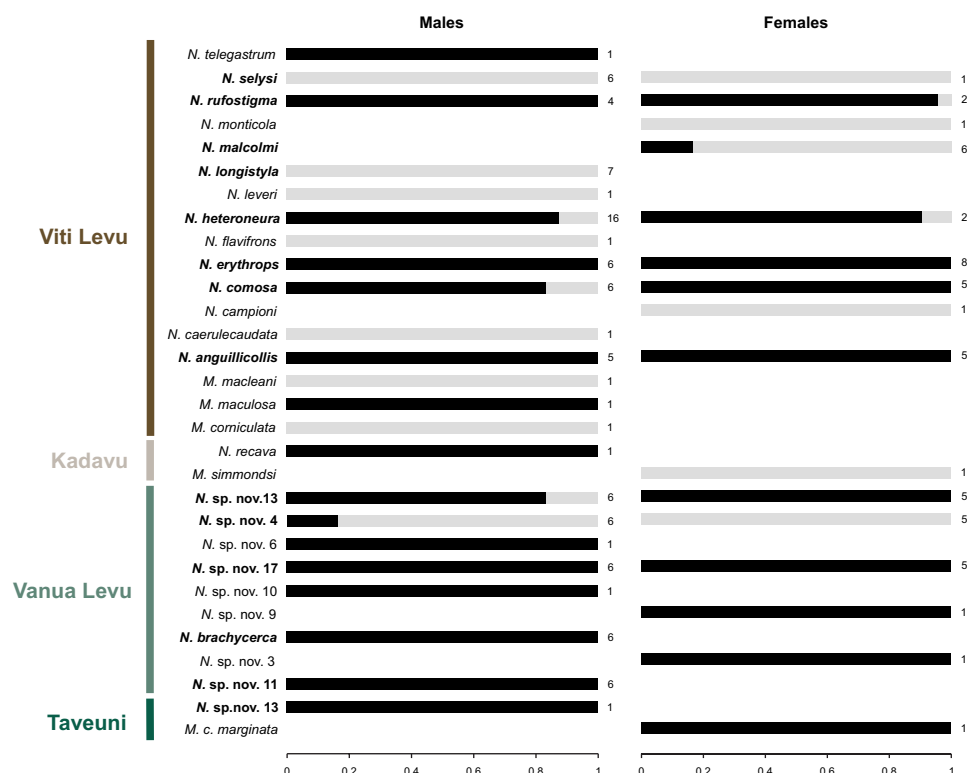 Males Females
N. telegastrum 1
N. selysi 6 1
N. rufostigma 4 2
N. monticola 1
N. malcolmi 6
N. longistyla 7
N. leveri 1
N. heteroneura 16 2
Viti Levu
N. flavifrons 1
N. erythrops 6 8
N. comosa 6 5
N. campioni 1
N. caerulecaudata 1
N. anguillicollis 5 5
M. macleani 1
M. maculosa 1
M. corniculata 1
N. recava 1
Kadavu
M. simmondsi 1
N. sp. nov.13 6 5
N. sp. nov. 4 6 5
N. sp. nov. 6 1
N. sp. nov. 17 6 5
Vanua Levu
N. sp. nov. 10 1
N. sp. nov. 9 1
N. brachycerca 6
N. sp. nov. 3 1
N. sp. nov. 11 6
N. sp.nov. 13 1
Taveuni
M. c. marginata 1
0 0.2 0.4 0.6 0.8 1 0 0.2 0.4 0.6 0.8 1